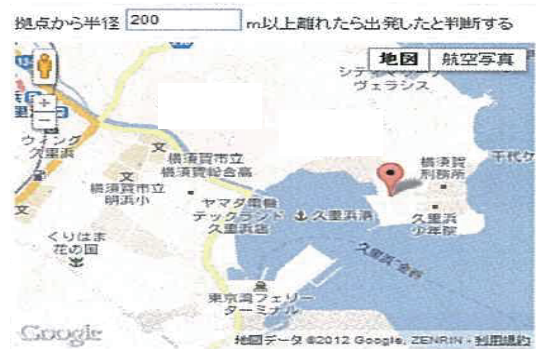 拠点から半径 200 m以上離れたら出発したと判断する
地図 航空写真
ヴェラシス
千代ケ
ウィング
久里浜
横須賀市立
横須賀総合高
横須賀市立
明浜小
横須賀
刑務所
ヤマダ電機
テックランド
久里浜店
久里浜港
久里浜
少年院
くりはま
花の国
久里浜-金谷
東京湾フェリー
ターミナル
Google
地図データ ©2012 Google, ZENRIN - 利用規約